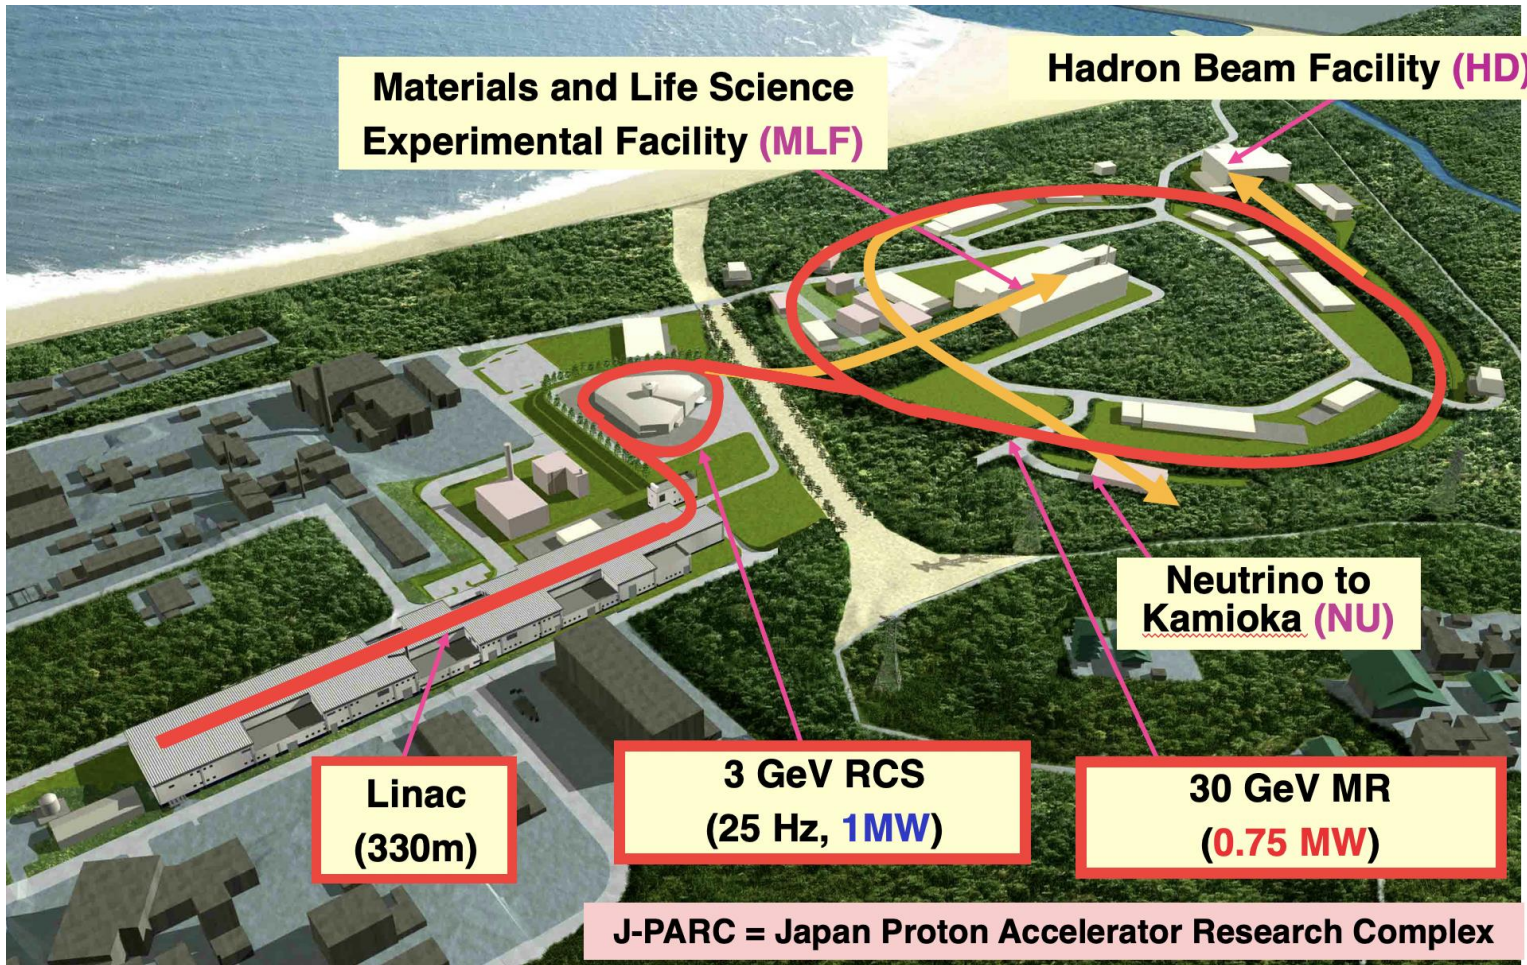 Hadron Beam Facility (HD)
Materials and Life Science
Experimental Facility (MLF)
Neutrino to
Kamioka (NU)
Linac
(330m)
3 GeV RCS
(25 Hz, 1MW)
30 GeV MR
(0.75 MW)
J-PARC = Japan Proton Accelerator Research Complex